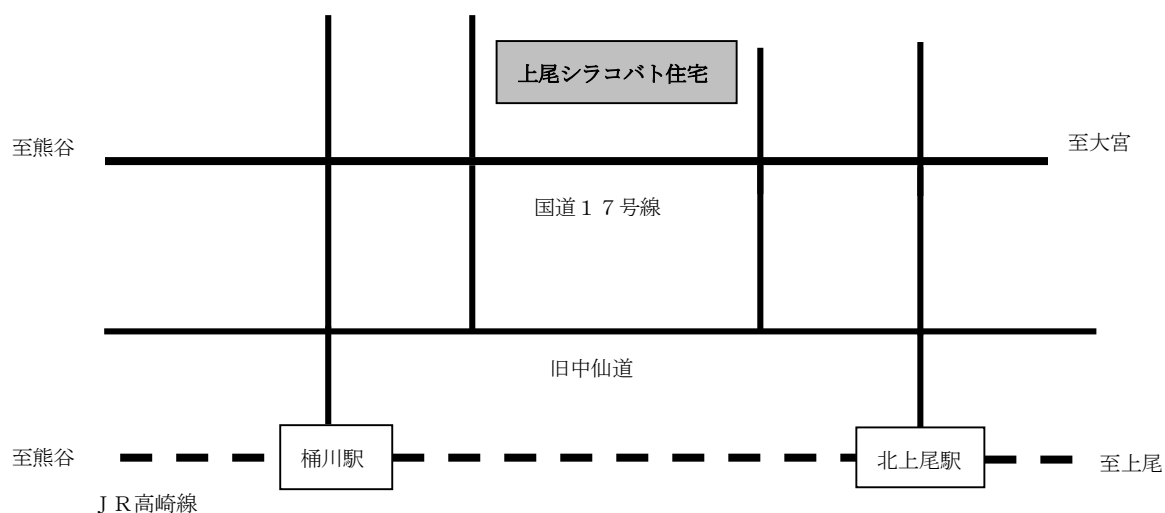 上尾シラコバト住宅
至熊谷
至大宮
国道１７号線
旧中仙道
至熊谷
桶川駅
北上尾駅
至上尾
ＪＲ高崎線